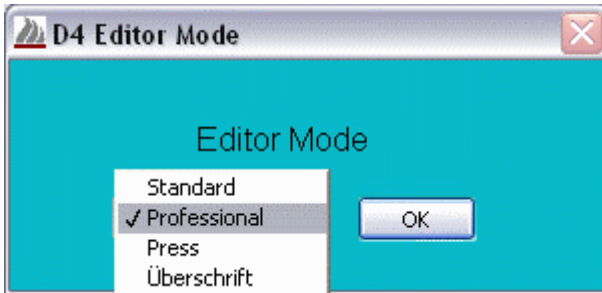 D4 Editor Mode
Editor Mode
Standard
✓ Professional
OK
Press
Überschrift